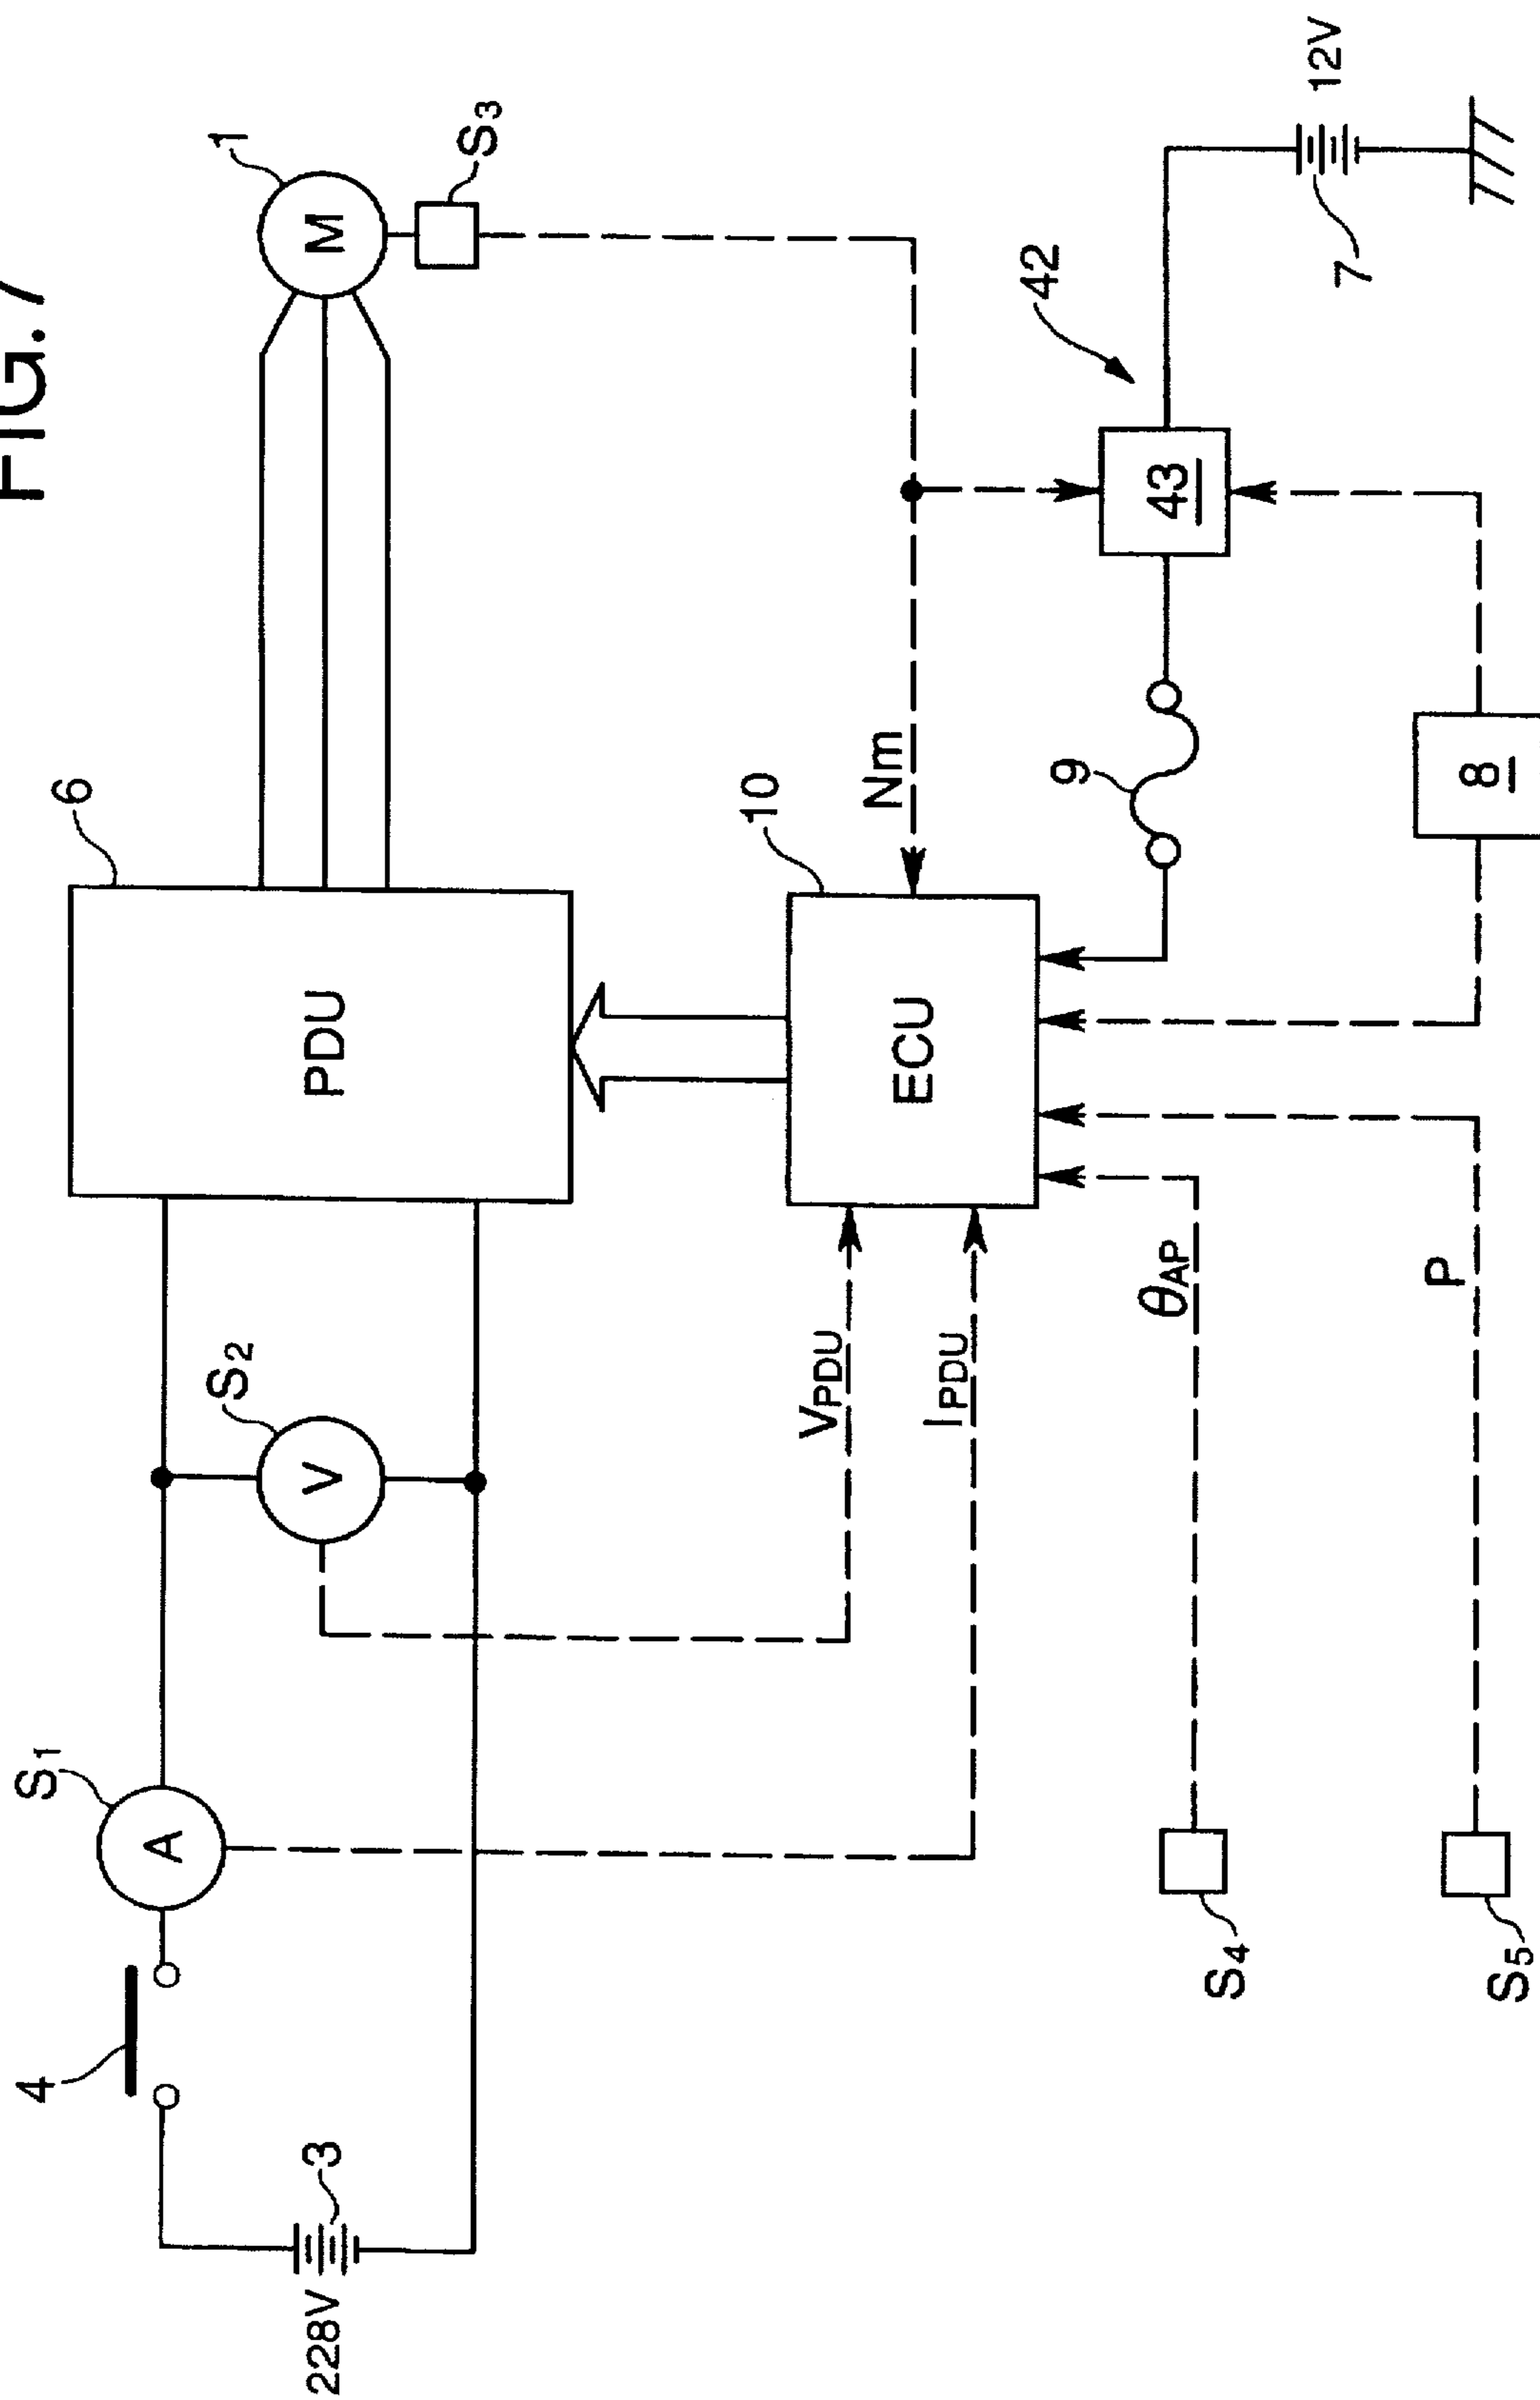 FIG.7
S1
A
4
3
228V
S2
V
6
PDU
1
M
S3
VPDU
IPDU
10
ECU
Nm
42
43
9
12V
7
θAP
S4
P
S5
8